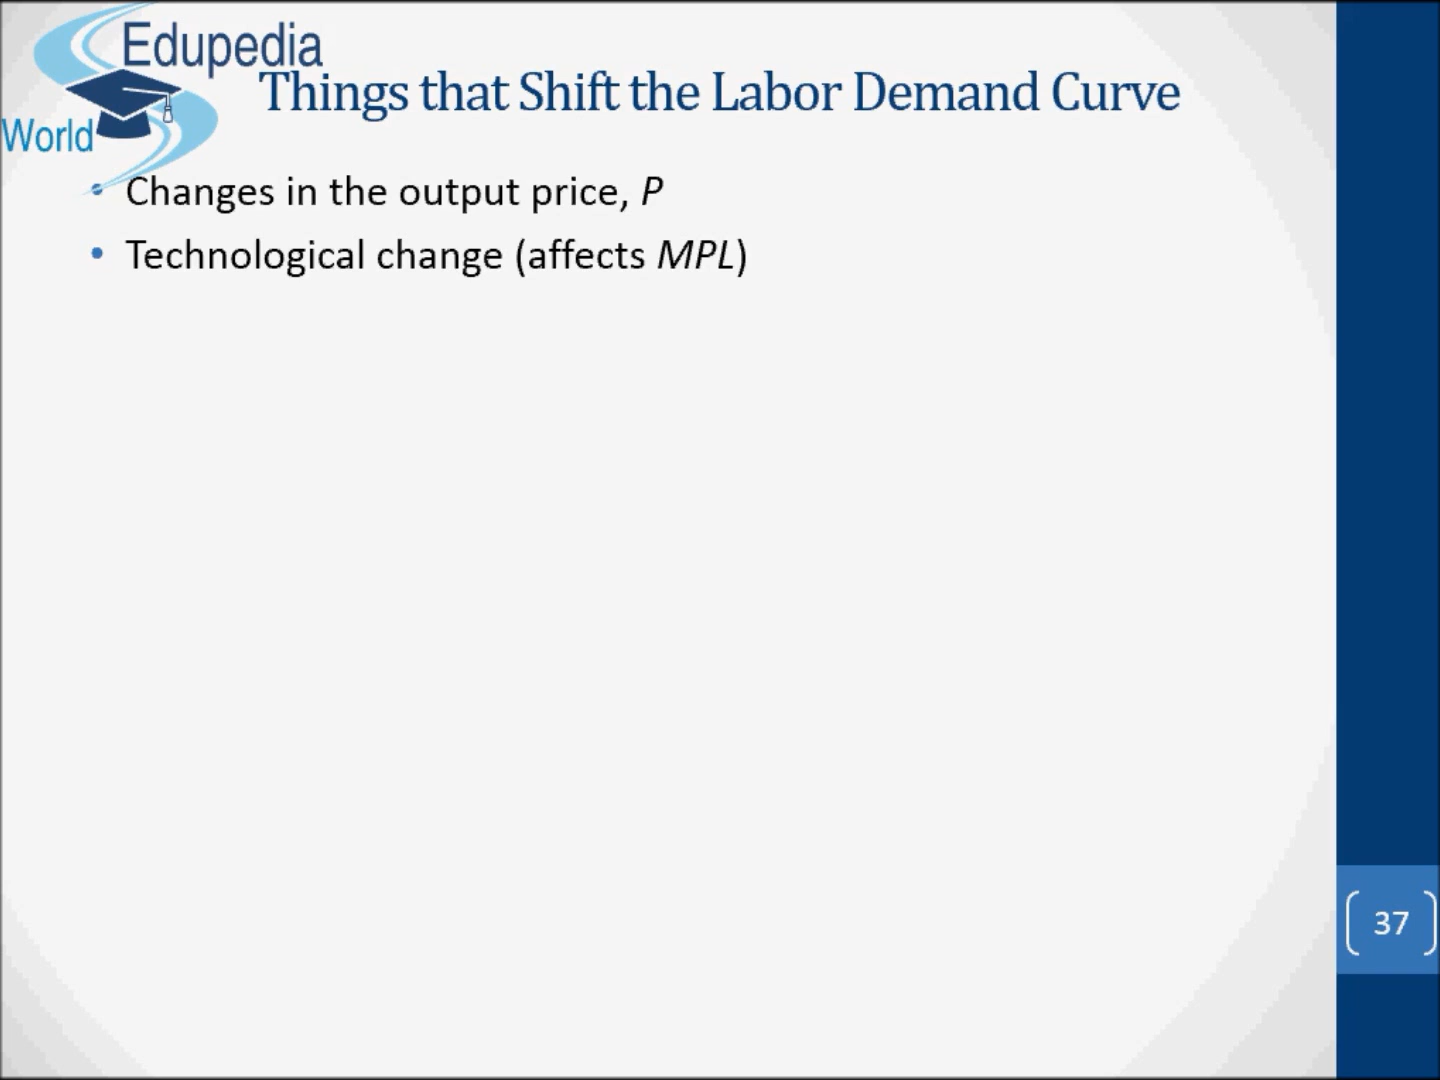 Edupedia
World
Things that Shift the Labor Demand Curve
• Changes in the output price, P
• Technological change (affects MPL)
37